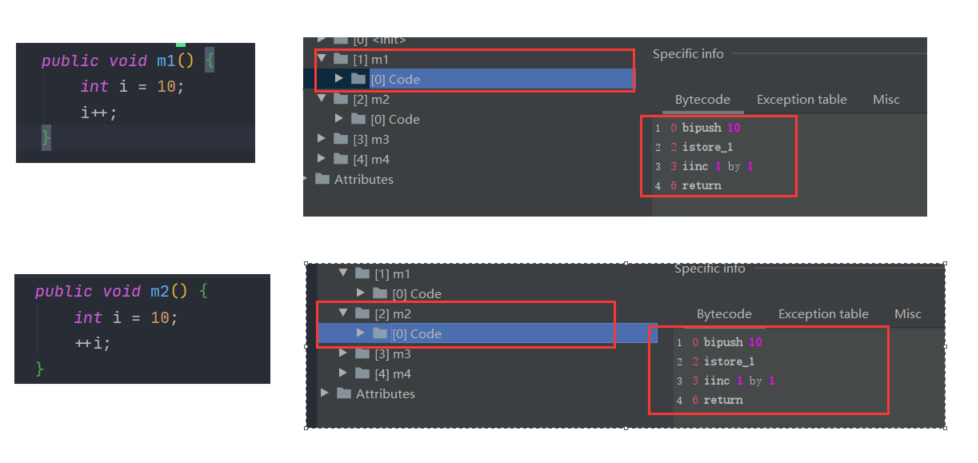 public void m1() {
int i = 10;
i++;
}
[0] <init>
[1] m1
[0] Code
[2] m2
[0] Code
[3] m3
[4] m4
Attributes
Specific info
Bytecode Exception table Misc
1 0 bipush 10
2 2 istore_1
3 3 iinc 1 by 1
4 6 return
public void m2() {
int i = 10;
++i;
}
[1] m1
[0] Code
[2] m2
[0] Code
[3] m3
[4] m4
Attributes
Specific info
Bytecode Exception table Misc
1 0 bipush 10
2 2 istore_1
3 3 iinc 1 by 1
4 6 return